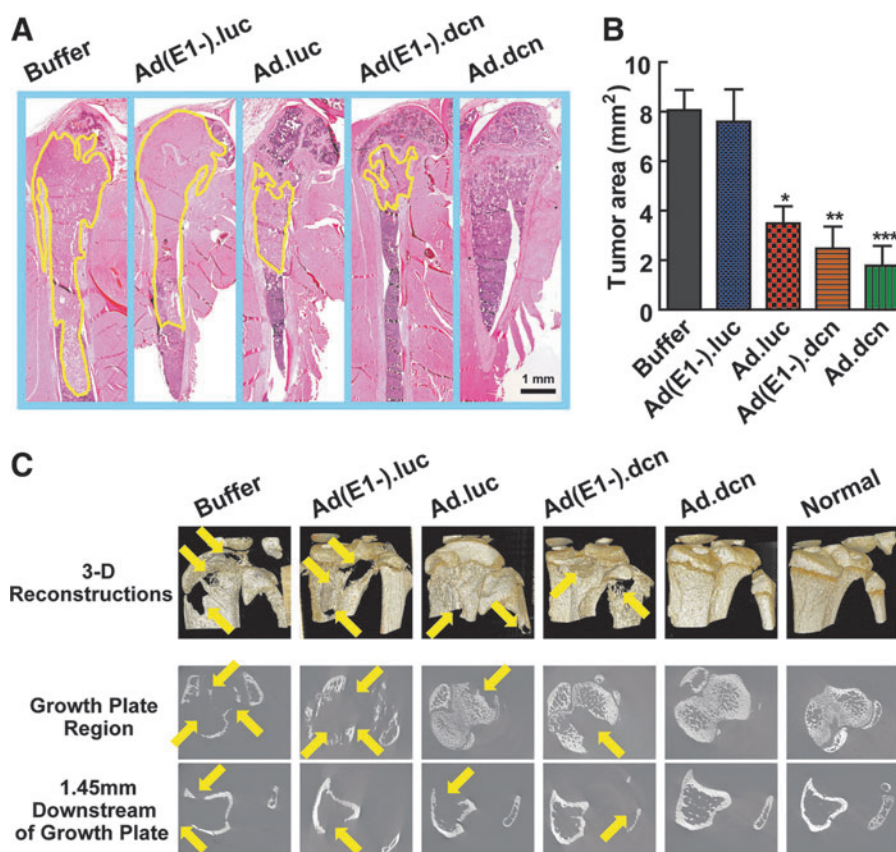 A
Buffer
Ad(E1-).luc
Ad.luc
Ad(E1-).dcn
Ad.dcn
1 mm
B
Tumor area (mm²)
10
8
6
4
2
0
*
**
***
Buffer
Ad(E1-).luc
Ad.luc
Ad(E1-).dcn
Ad.dcn
C
Buffer
Ad(E1-).luc
Ad.luc
Ad(E1-).dcn
Ad.dcn
Normal
3-D
Reconstructions
Growth Plate
Region
1.45mm
Downstream
of Growth Plate